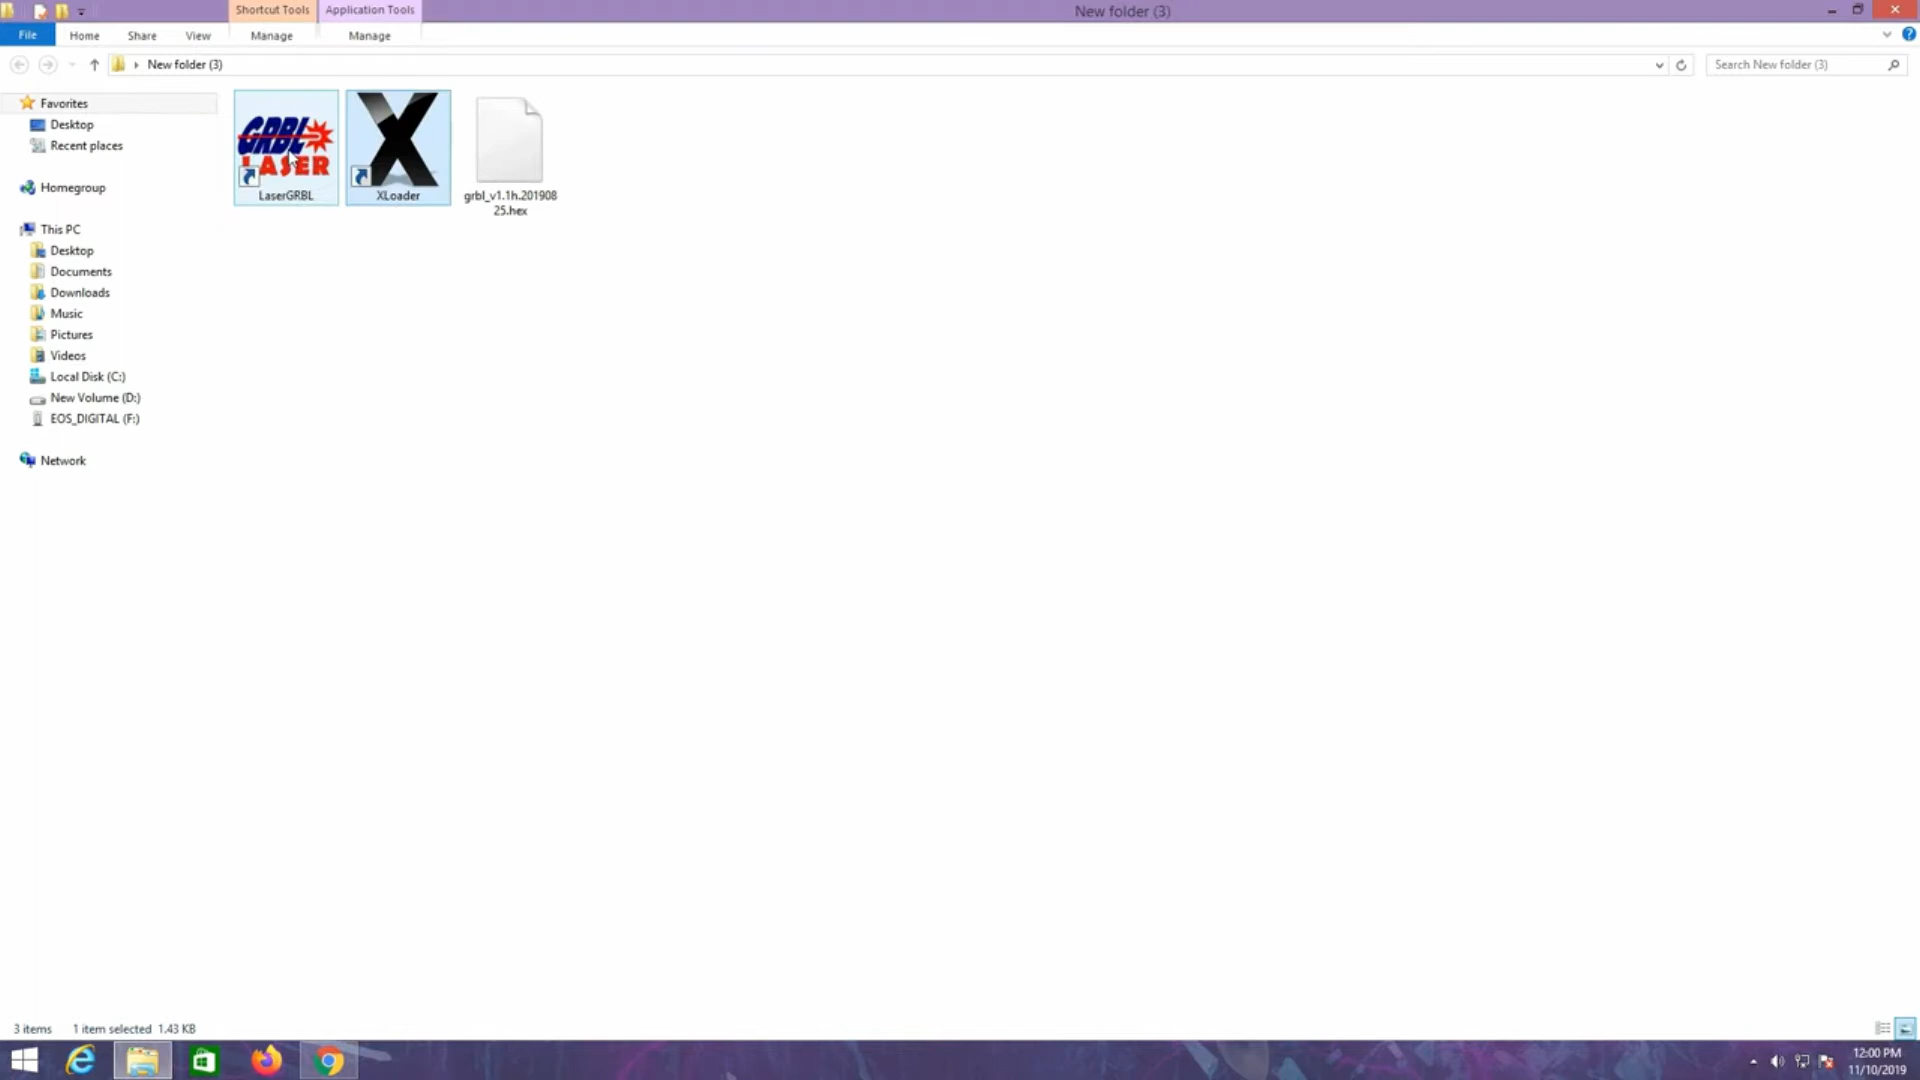 Shortcut Tools
Application Tools
New folder (3)
File
Home
Share
View
Manage
Manage
New folder (3)
Search New folder (3)
Favorites
Desktop
Recent places
Homegroup
This PC
Desktop
Documents
Downloads
Music
Pictures
Videos
Local Disk (C:)
New Volume (D:)
EOS_DIGITAL (F:)
Network
GRBL
LASER
LaserGRBL
X
XLoader
grbl_v1.1h.201908
25.hex
3 items
1 item selected 1.43 KB
12:00 PM
11/10/2019